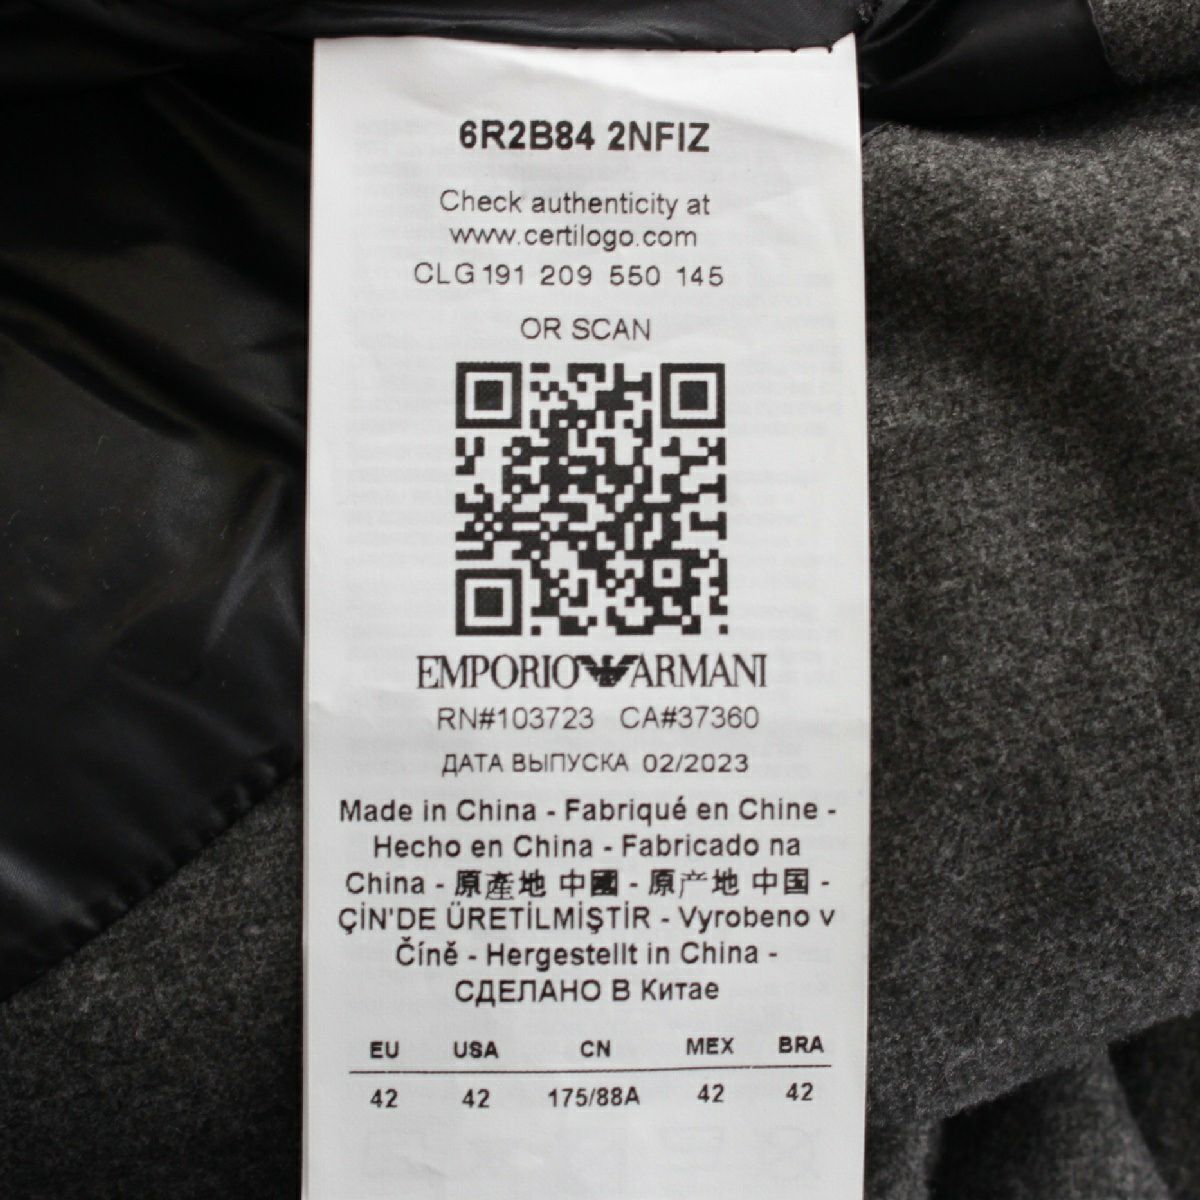 6R2B84 2NFIZ
Check authenticity at
www.certilogo.com
CLG 191 209 550 145
OR SCAN
EMPORIO ARMANI
RN#103723 CA#37360
ДАТА ВЫПУСКА 02/2023
Made in China - Fabriqué en Chine -
Hecho en China - Fabricado na
China - 原產地 中國 - 原产地 中国 -
ÇİN'DE ÜRETİLMİŞTİR - Vyrobeno v
Číně - Hergestellt in China -
СДЕЛАНО В Китае
EU USA CN MEX BRA
42 42 175/88A 42 42